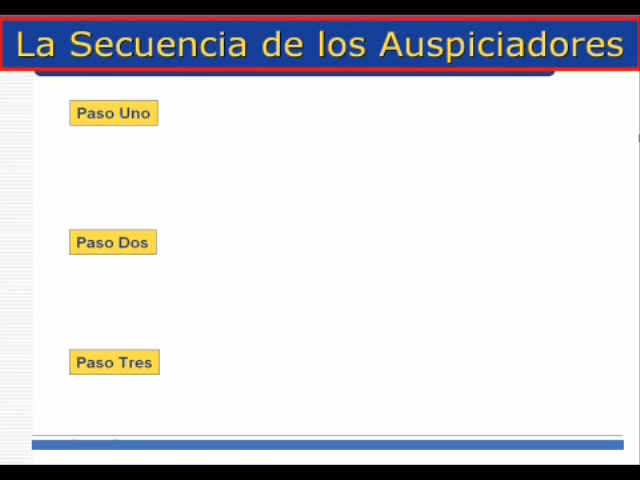 La Secuencia de los Auspiciadores
Paso Uno
Paso Dos
Paso Tres